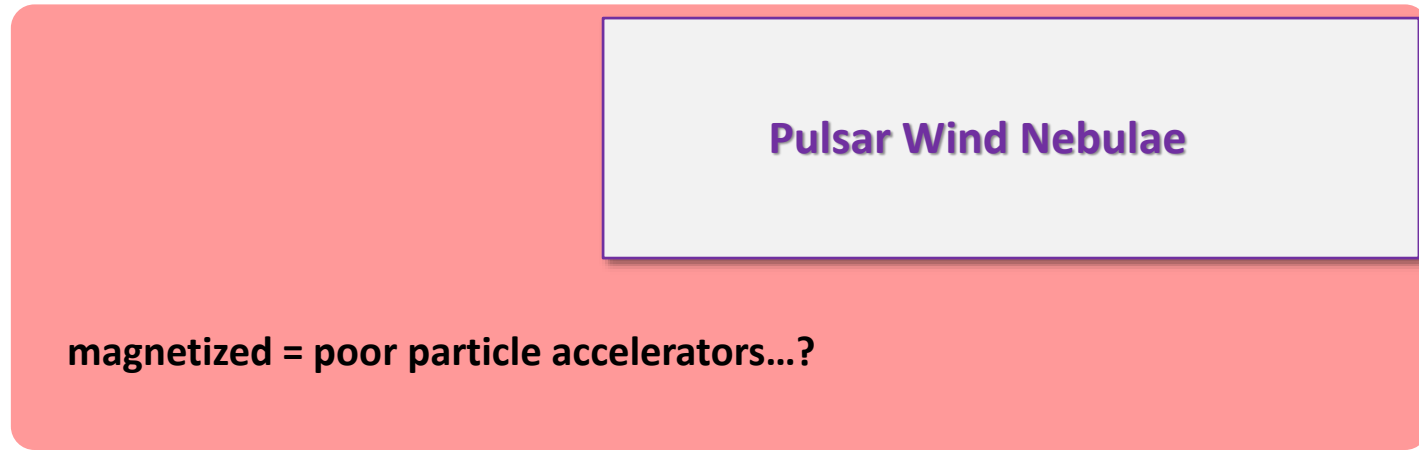 Pulsar Wind Nebulae
magnetized = poor particle accelerators…?